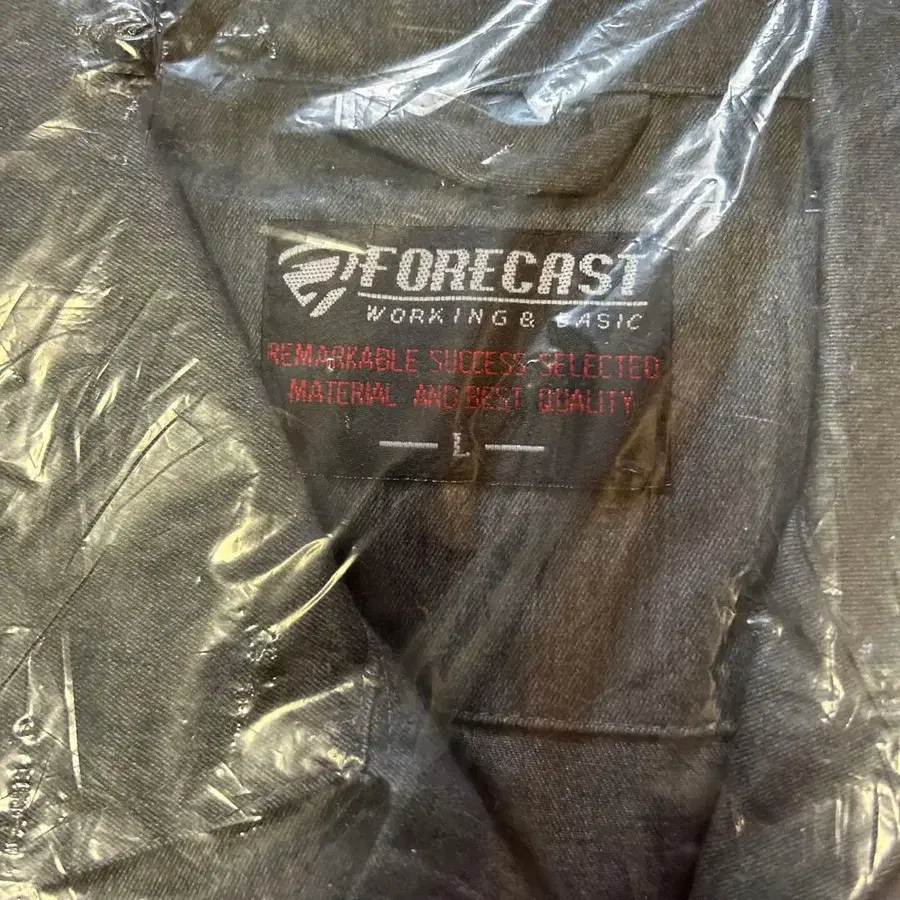 FORECAST
WORKING & BASIC
REMARKABLE SUCCESS SELECTED
MATERIAL AND BEST QUALITY
L